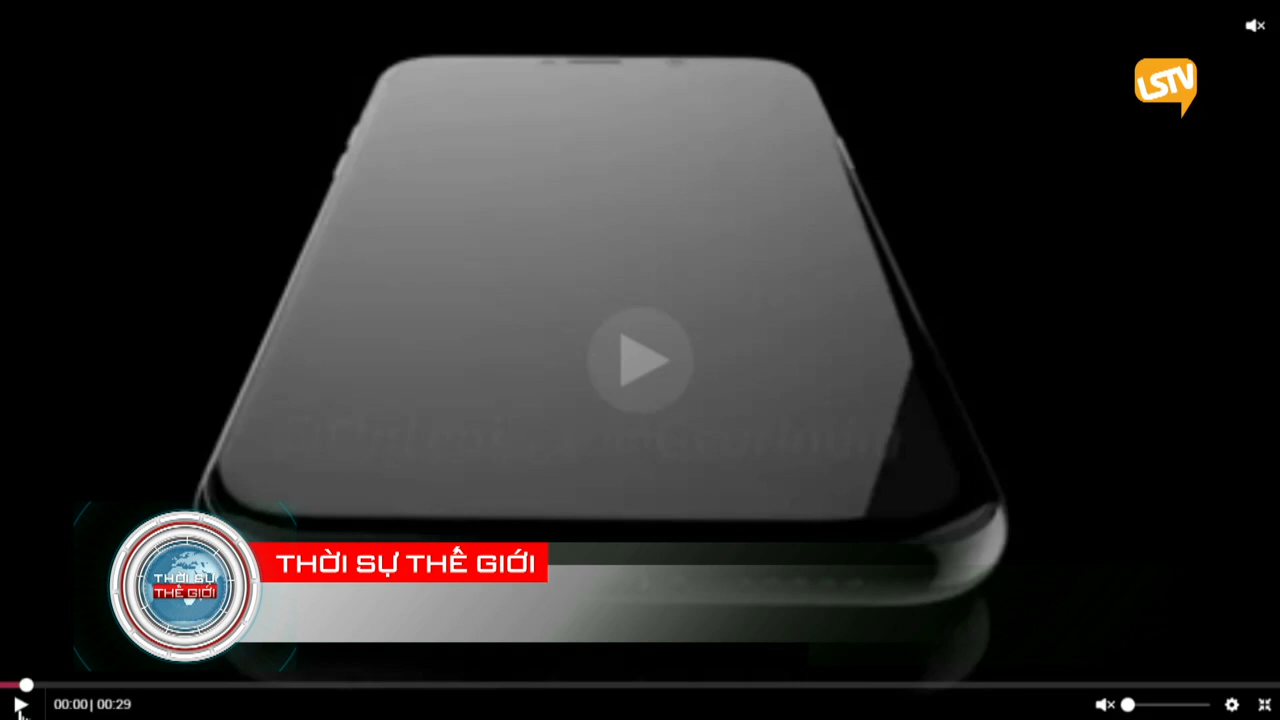 LSTV
THỜI SỰ THẾ GIỚI
THỜI SỰ
THẾ GIỚI
00:00 | 00:29